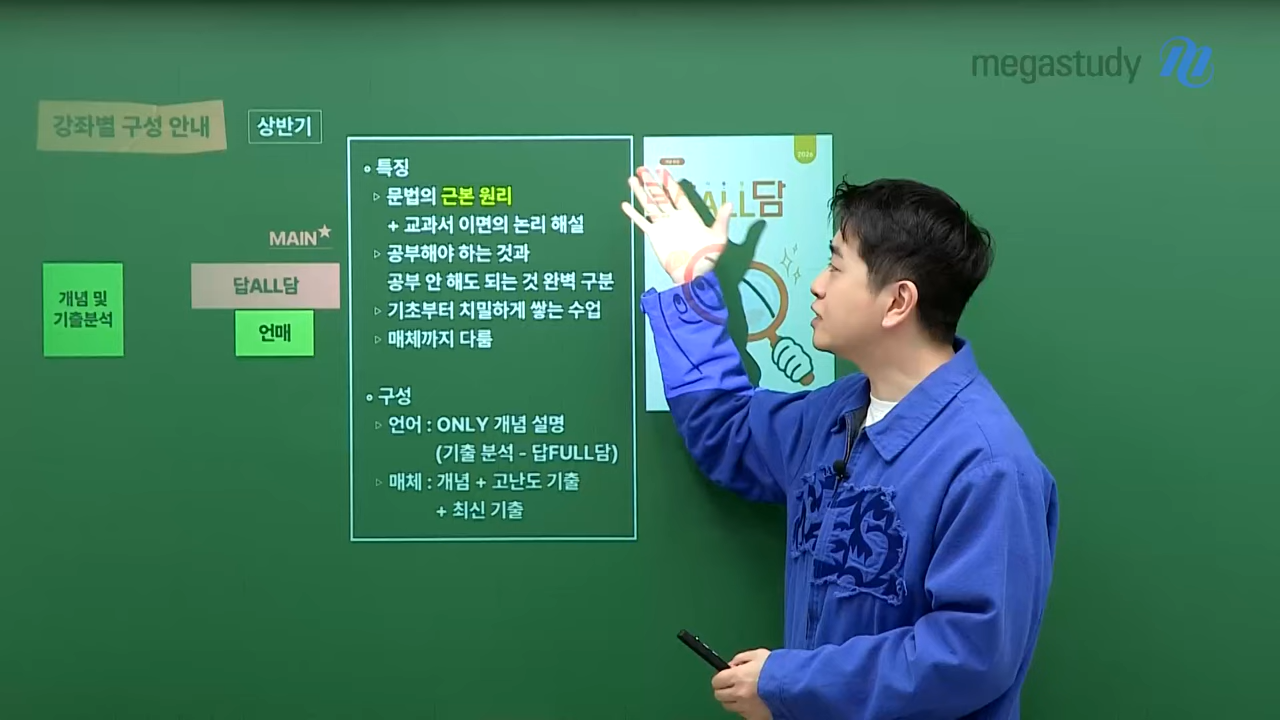 megastudy
강좌별 구성 안내
상반기
특징
문법의 근본 원리
+ 교과서 이면의 논리 해설
공부해야 하는 것과
공부 안 해도 되는 것 완벽 구분
기초부터 치밀하게 쌓는 수업
매체까지 다룸
구성
언어 : ONLY 개념 설명
(기출 분석 - 답FULL담)
매체 : 개념 + 고난도 기출
+ 최신 기출
MAIN
답ALL담
언매
개념 및
기출분석
2026
ALL담